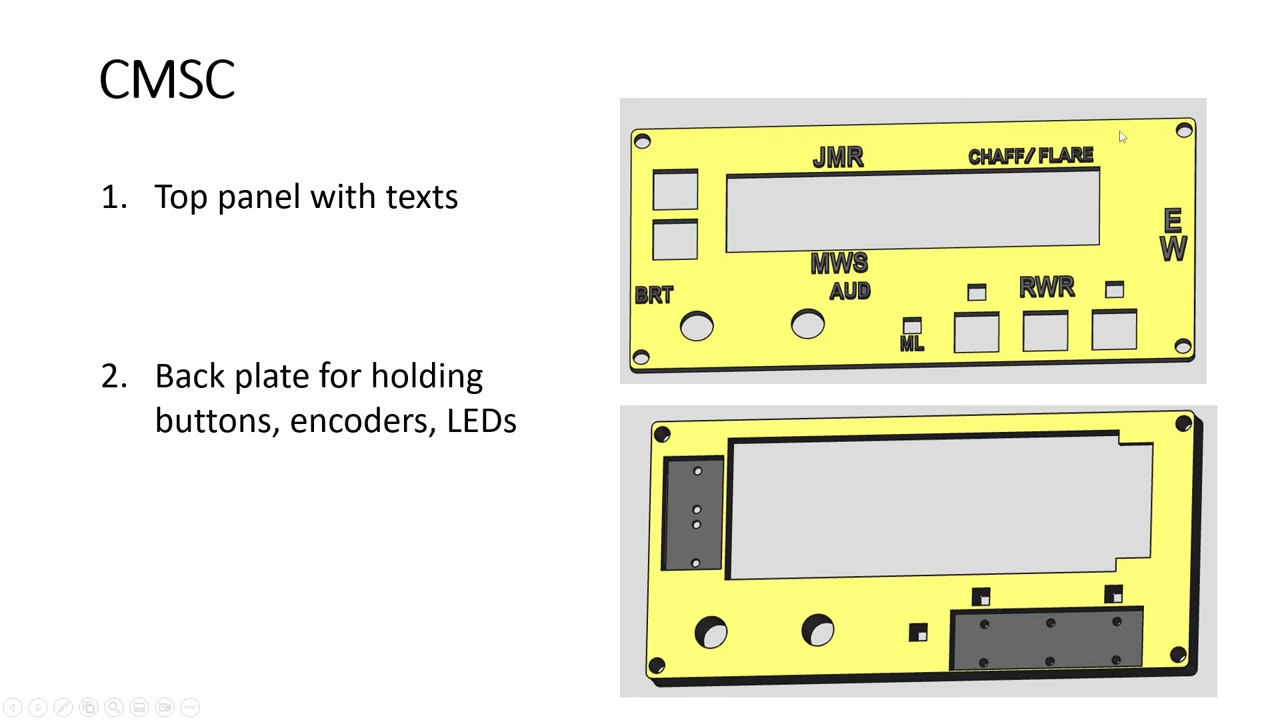 CMSC
1. Top panel with texts
2. Back plate for holding
buttons, encoders, LEDs
JMR
CHAFF/ FLARE
E
W
MWS
BRT
AUD
RWR
ML